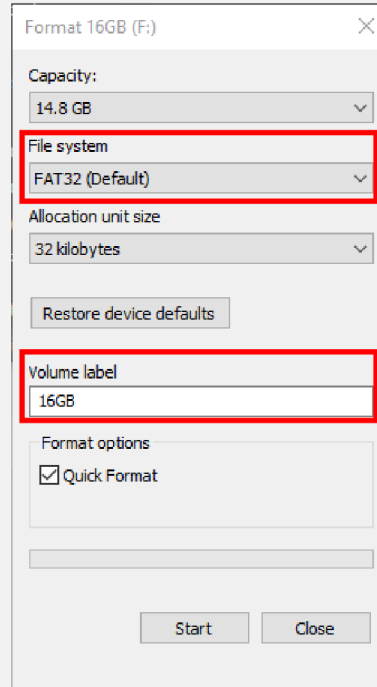 Format 16GB (F:)
Capacity:
14.8 GB
File system
FAT32 (Default)
Allocation unit size
32 kilobytes
Restore device defaults
Volume label
16GB
Format options
Quick Format
Start Close